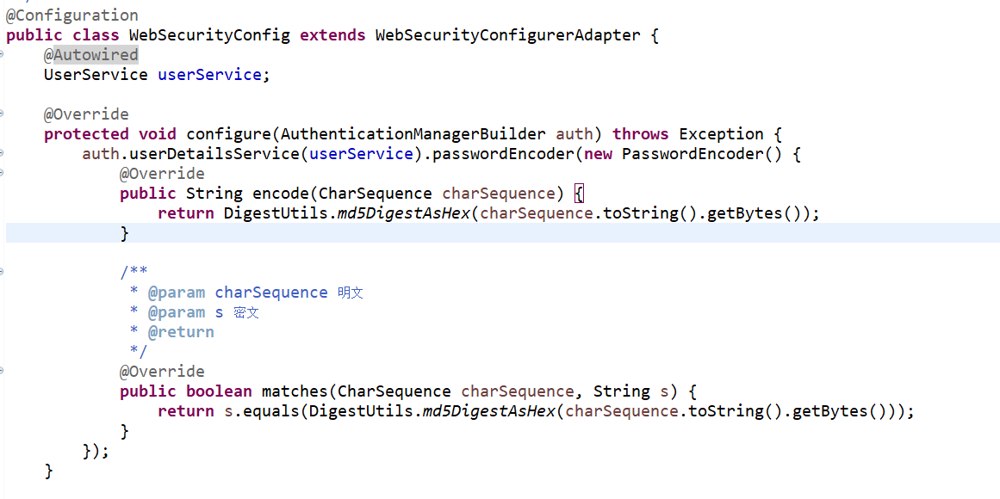 @Configuration
public class WebSecurityConfig extends WebSecurityConfigurerAdapter {
    @Autowired
    UserService userService;

    @Override
    protected void configure(AuthenticationManagerBuilder auth) throws Exception {
        auth.userDetailsService(userService).passwordEncoder(new PasswordEncoder() {
            @Override
            public String encode(CharSequence charSequence) {
                return DigestUtils.md5DigestAsHex(charSequence.toString().getBytes());
            }

            /**
             * @param charSequence 明文
             * @param s 密文
             * @return
             */
            @Override
            public boolean matches(CharSequence charSequence, String s) {
                return s.equals(DigestUtils.md5DigestAsHex(charSequence.toString().getBytes()));
            }
        });
    }